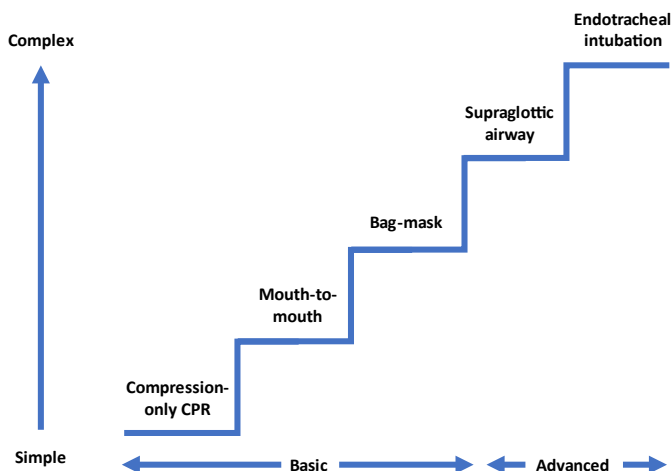 Endotracheal
intubation
Complex
Supraglottic
airway
Bag-mask
Mouth-to-
mouth
Compression-
only CPR
Simple
Basic
Advanced